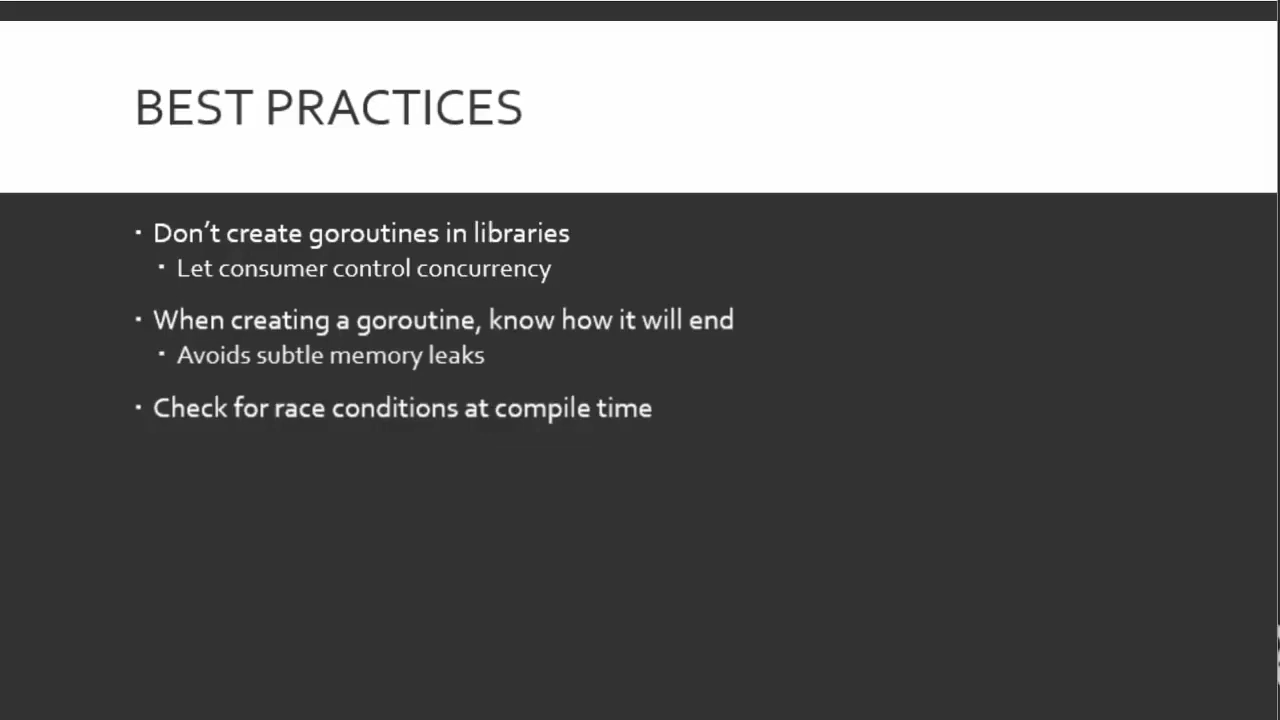 BEST PRACTICES
▪ Don’t create goroutines in libraries
▪ Let consumer control concurrency
▪ When creating a goroutine, know how it will end
▪ Avoids subtle memory leaks
▪ Check for race conditions at compile time